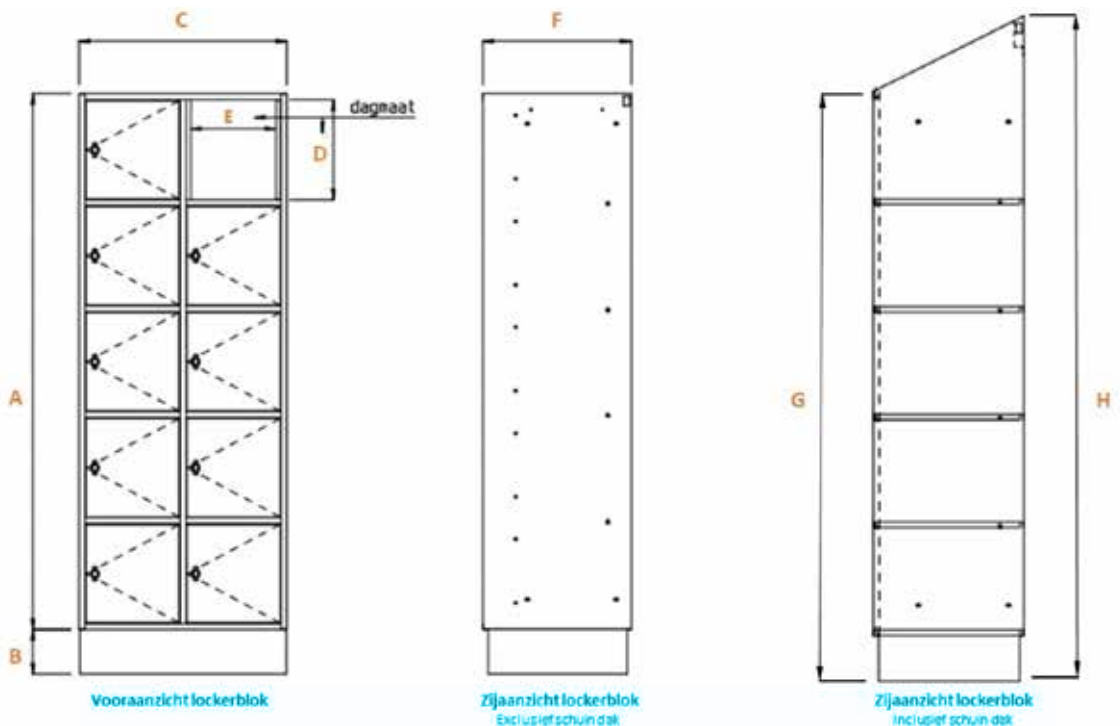 C
F
E
dagmaat
D
A
G
H
B
Vooraanzicht lockerblok
Zijaanzicht lockerblok
Exclusief schuin dak
Zijaanzicht lockerblok
Inclusief schuin dak